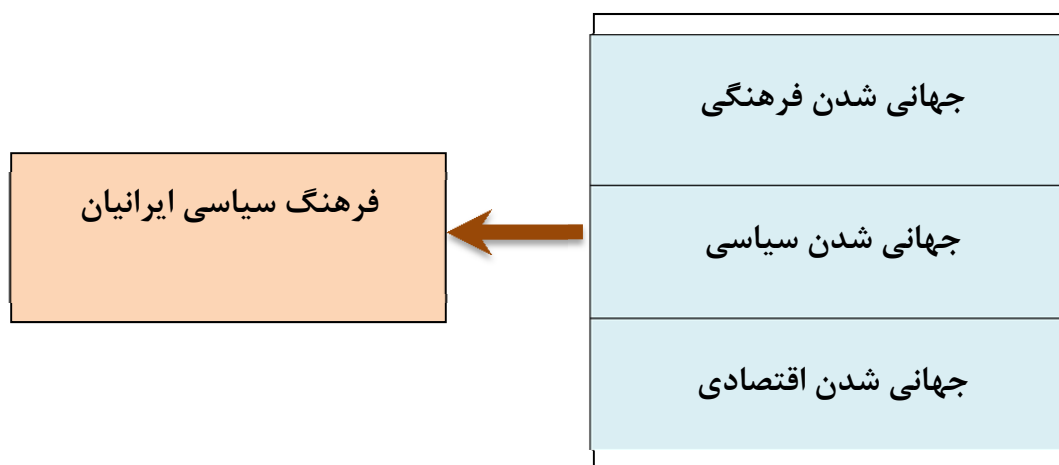 جهانی شدن فرهنگی
جهانی شدن سیاسی
جهانی شدن اقتصادی
فرهنگ سیاسی ایرانیان